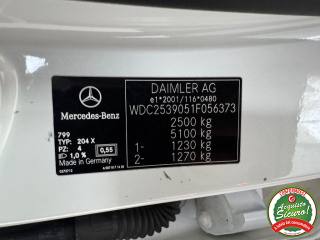 Mercedes-Benz
799
TYP: 204 X
PZ: 4
0,55
1,0 %
Made in Germany
DAIMLER AG
e1*2001/116*0480
WDC2539051F056373
2500 kg
5100 kg
1- 1230 kg
2- 1270 kg
Acquisto
Sicuro!